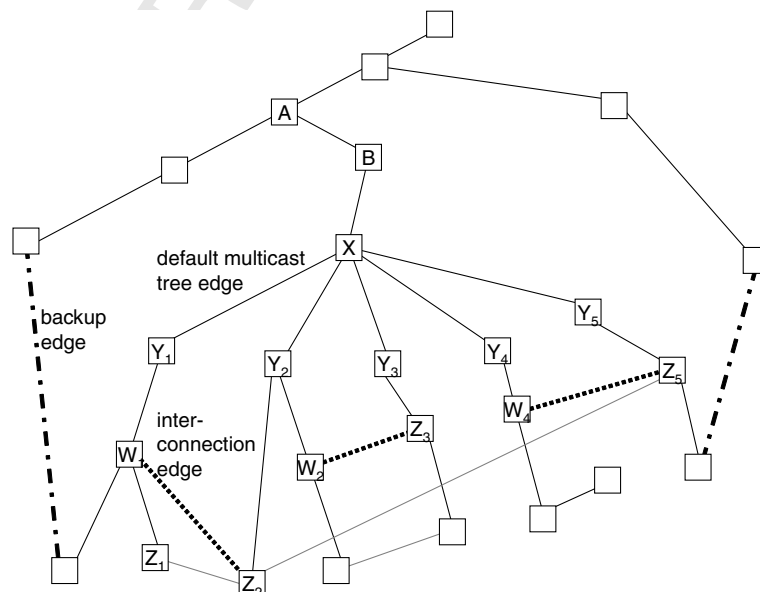 A
B
X
default multicast
tree edge
backup
edge
Y5
Y1
Y2
Y3
Y4
Z5
W4
inter-
connection
edge
Z3
W1
W2
Z1
Z2